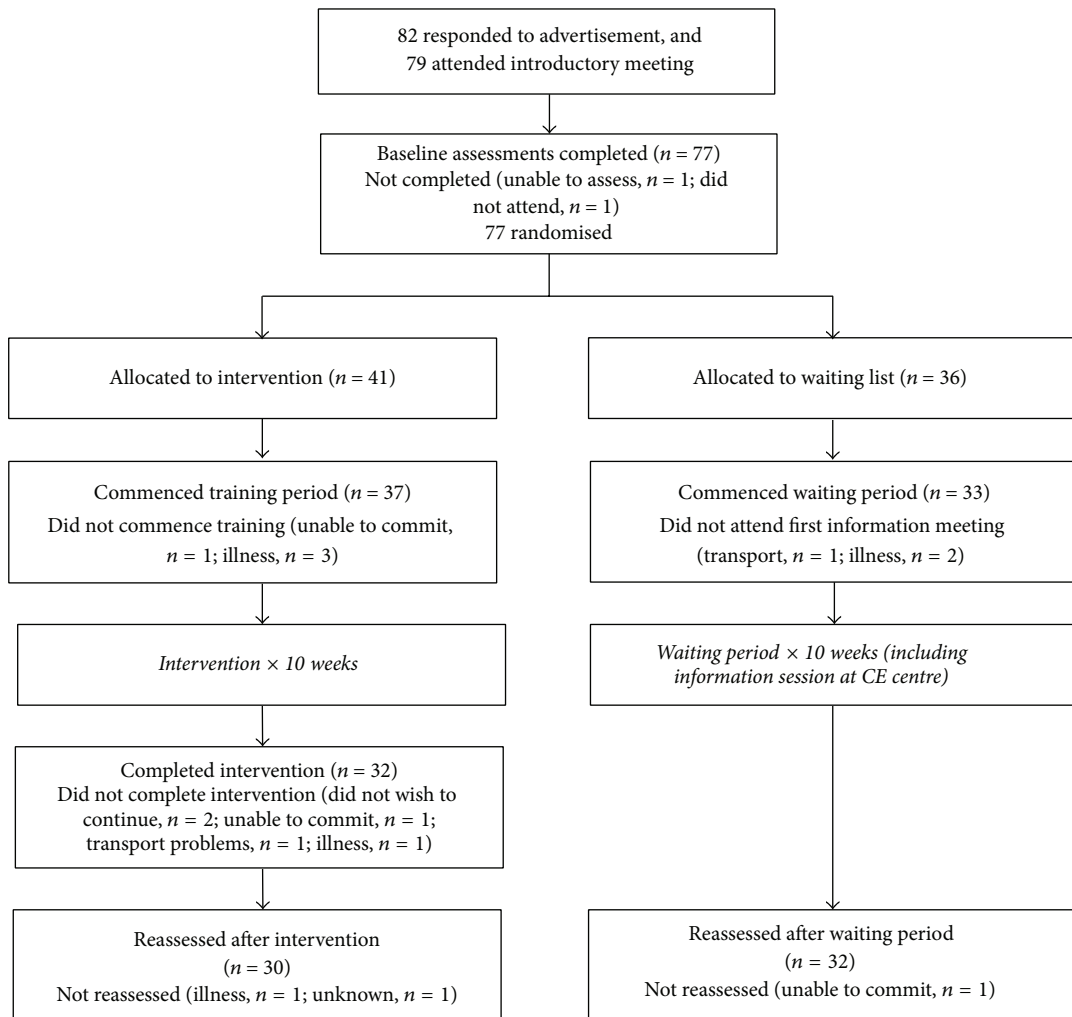 82 responded to advertisement, and
79 attended introductory meeting
Baseline assessments completed (n = 77)
Not completed (unable to assess, n = 1; did
not attend, n = 1)
77 randomised
Allocated to intervention (n = 41)
Allocated to waiting list (n = 36)
Commenced training period (n = 37)
Did not commence training (unable to commit,
n = 1; illness, n = 3)
Commenced waiting period (n = 33)
Did not attend first information meeting
(transport, n = 1; illness, n = 2)
Intervention × 10 weeks
Waiting period × 10 weeks (including
information session at CE centre)
Completed intervention (n = 32)
Did not complete intervention (did not wish to
continue, n = 2; unable to commit, n = 1;
transport problems, n = 1; illness, n = 1)
Reassessed after intervention
(n = 30)
Not reassessed (illness, n = 1; unknown, n = 1)
Reassessed after waiting period
(n = 32)
Not reassessed (unable to commit, n = 1)